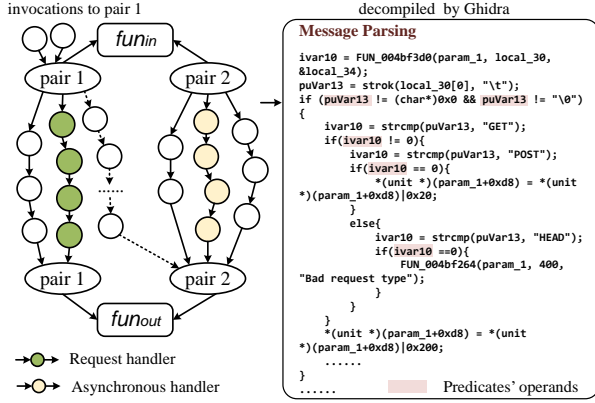 invocations to pair 1
funin
pair 1
pair 2
......
pair 1
pair 2
funout
Request handler
Asynchronous handler
decompiled by Ghidra
Message Parsing
ivar10 = FUN_004bf3d0(param_1, local_30,
&local_34);
puVar13 = strok(local_30[0], "\t");
if (puVar13 != (char*)0x0 && puVar13 != "\0")
{
ivar10 = strcmp(puVar13, "GET");
if(ivar10 != 0){
ivar10 = strcmp(puVar13, "POST");
if(ivar10 == 0){
*(unit *)(param_1+0xd8) = *(unit
*)(param_1+0xd8)|0x20;
}
else{
ivar10 = strcmp(puVar13, "HEAD");
if(ivar10 ==0){
FUN_004bf264(param_1, 400,
"Bad request type");
}
}
}
*(unit *)(param_1+0xd8) = *(unit
*)(param_1+0xd8)|0x200;
......
}
......
Predicates' operands